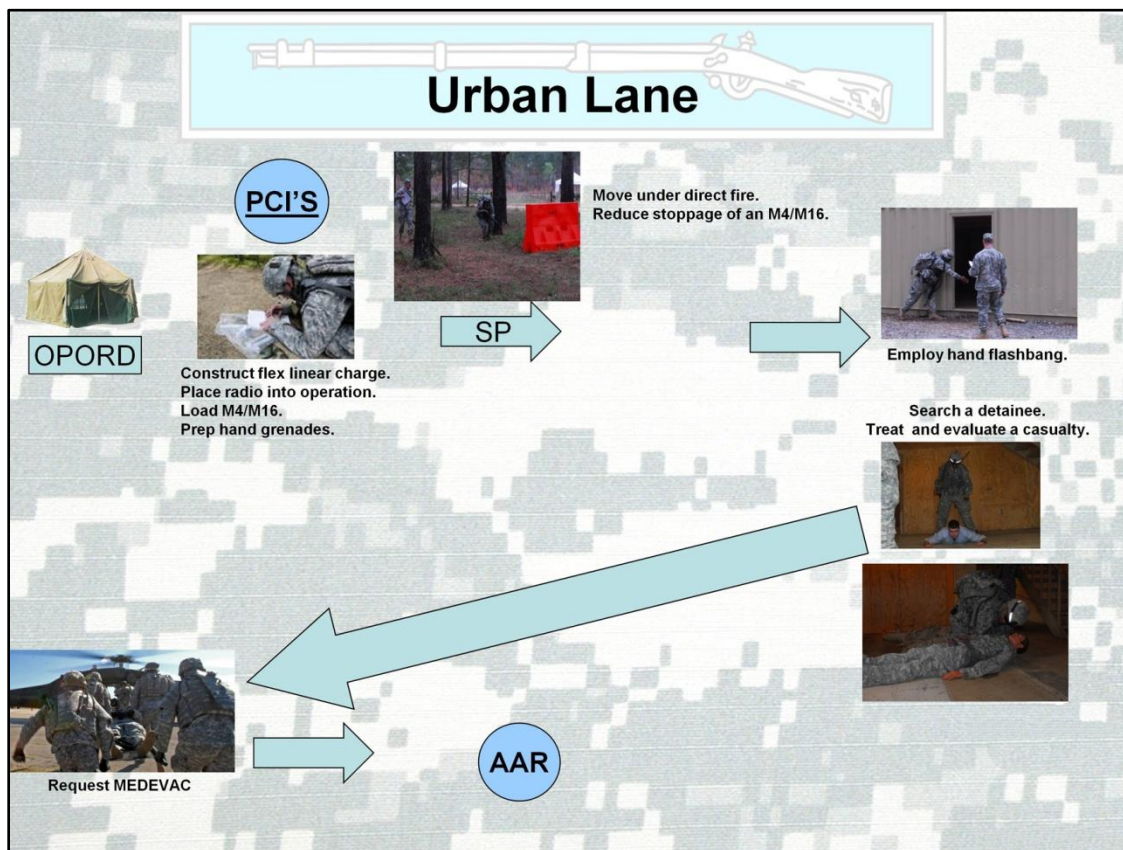 Urban Lane
PCI'S
OPORD
Construct flex linear charge.
Place radio into operation.
Load M4/M16.
Prep hand grenades.
SP
Move under direct fire.
Reduce stoppage of an M4/M16.
Employ hand flashbang.
Search a detainee.
Treat and evaluate a casualty.
Request MEDEVAC
AAR